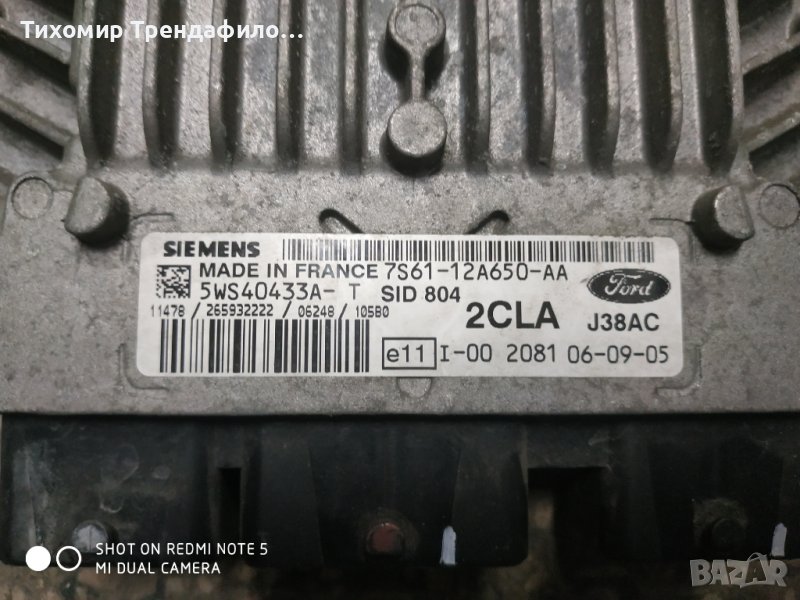 Тихомир Трендафило...
SIEMENS
MADE IN FRANCE 7S61-12A650-AA
5WS40433A- T SID 804
Ford
11478 / 265932222 / 06248 / 105B0
2CLA J38AC
e11 I-00 2081 06-09-05
SHOT ON REDMI NOTE 5
MI DUAL CAMERA
BAZAR